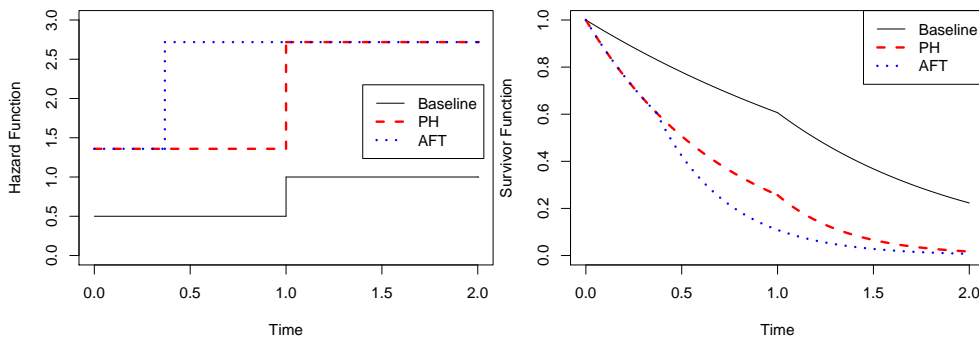 Hazard Function
3.0
2.5
2.0
1.5
1.0
0.5
0.0
Baseline
PH
AFT
0.0 0.5 1.0 1.5 2.0
Time
Survivor Function
1.0
0.8
0.6
0.4
0.2
0.0
Baseline
PH
AFT
0.0 0.5 1.0 1.5 2.0
Time